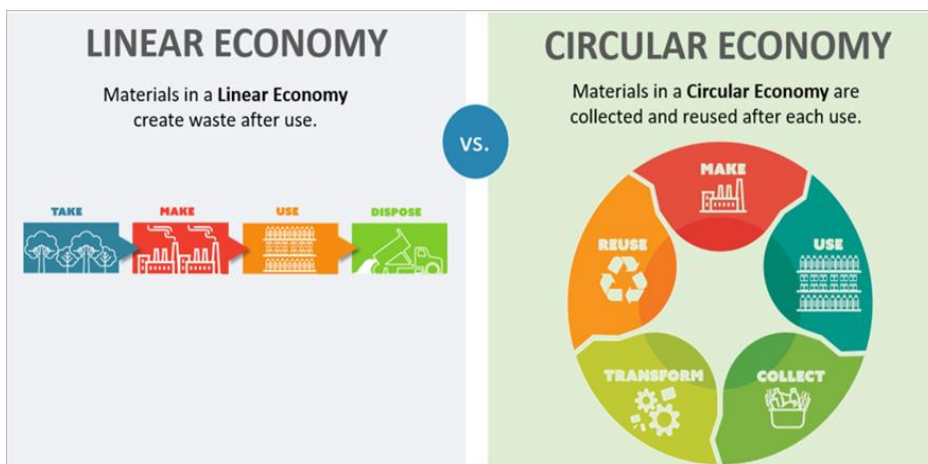 LINEAR ECONOMY
Materials in a Linear Economy
create waste after use.
TAKE
MAKE
USE
DISPOSE
vs.
CIRCULAR ECONOMY
Materials in a Circular Economy are
collected and reused after each use.
MAKE
USE
COLLECT
TRANSFORM
REUSE